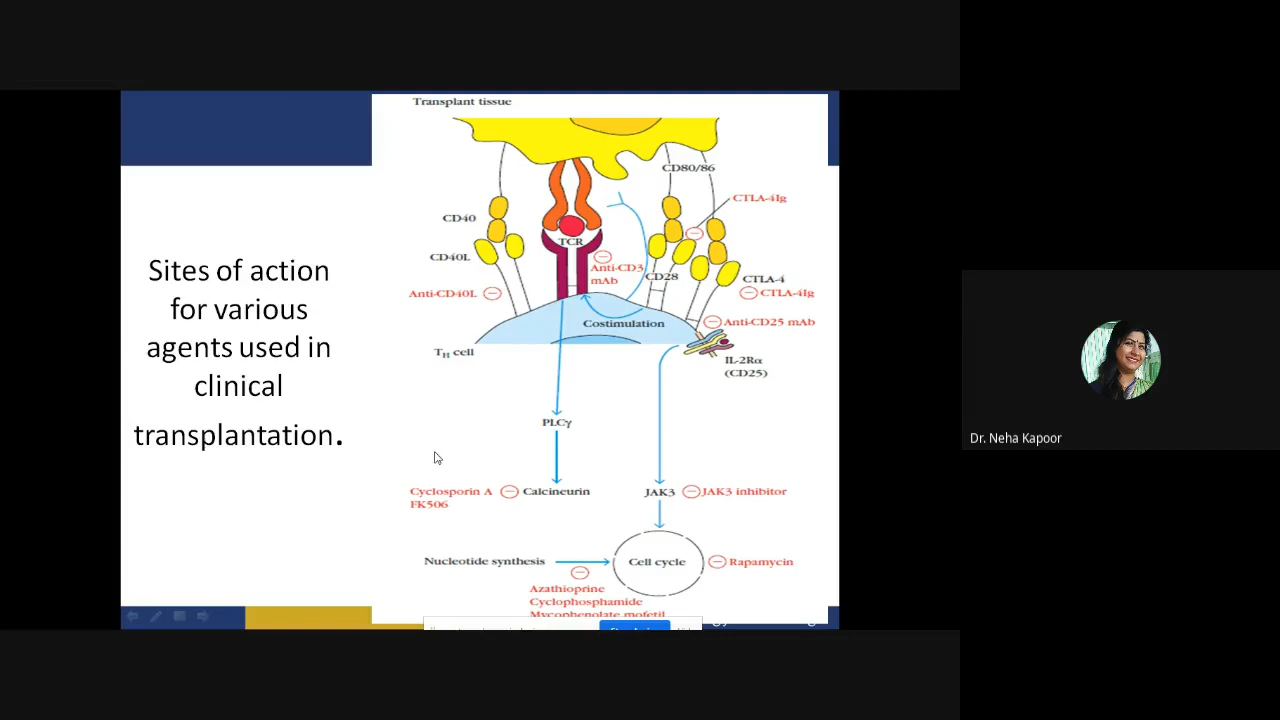 Transplant tissue
Sites of action
for various
agents used in
clinical
transplantation.
CD80/86
CTLA-4Ig
CD40
TCR
CD40L
Anti-CD3
mAb
CD28
CTLA-4
Anti-CD40L
CTLA-4Ig
Costimulation
Anti-CD25 mAb
TH cell
IL-2Rα
(CD25)
PLCγ
Cyclosporin A
FK506
Calcineurin
JAK3
JAK3 inhibitor
Nucleotide synthesis
Cell cycle
Rapamycin
Azathioprine
Cyclophosphamide
Mycophenolate mofetil
Dr. Neha Kapoor